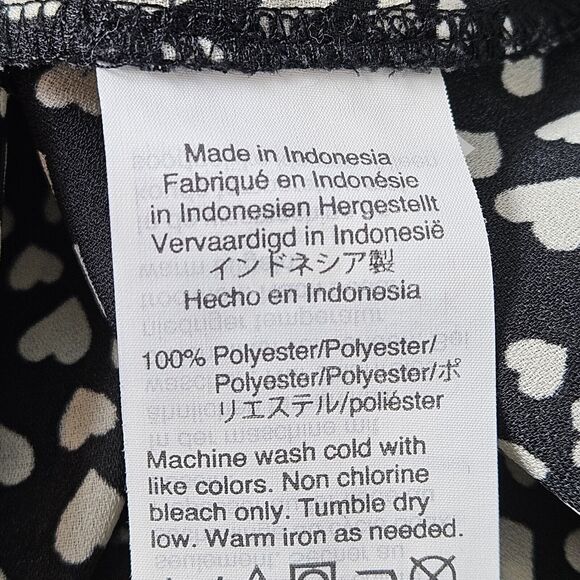 Made in Indonesia
Fabriqué en Indonésie
in Indonesien Hergestellt
Vervaardigd in Indonesië
インドネシア製
Hecho en Indonesia
100% Polyester/Polyester/
Polyester/Polyester/ポ
リエステル/poliéster
Machine wash cold with
like colors. Non chlorine
bleach only. Tumble dry
low. Warm iron as needed.